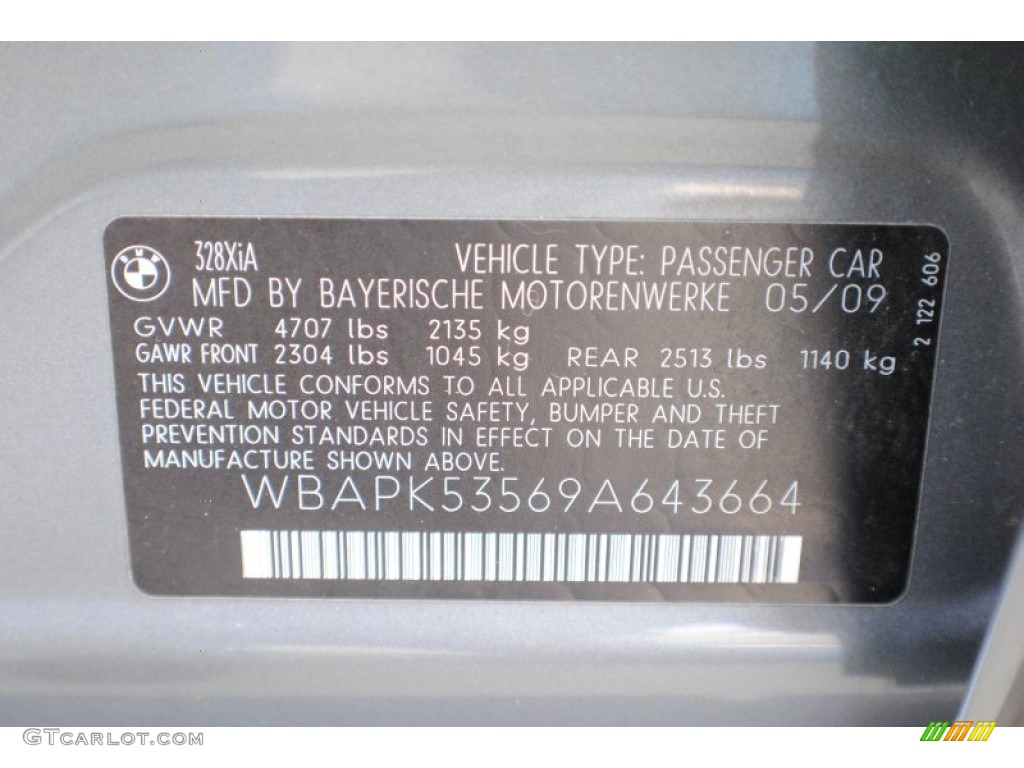 328XiA VEHICLE TYPE: PASSENGER CAR
MFD BY BAYERISCHE MOTORENWERKE 05/09
GVWR 4707 lbs 2135 kg
GAWR FRONT 2304 lbs 1045 kg REAR 2513 lbs 1140 kg
THIS VEHICLE CONFORMS TO ALL APPLICABLE U.S.
FEDERAL MOTOR VEHICLE SAFETY, BUMPER AND THEFT
PREVENTION STANDARDS IN EFFECT ON THE DATE OF
MANUFACTURE SHOWN ABOVE.
WBAPK53569A643664
2 122 606
BMW
GTCarLot.com